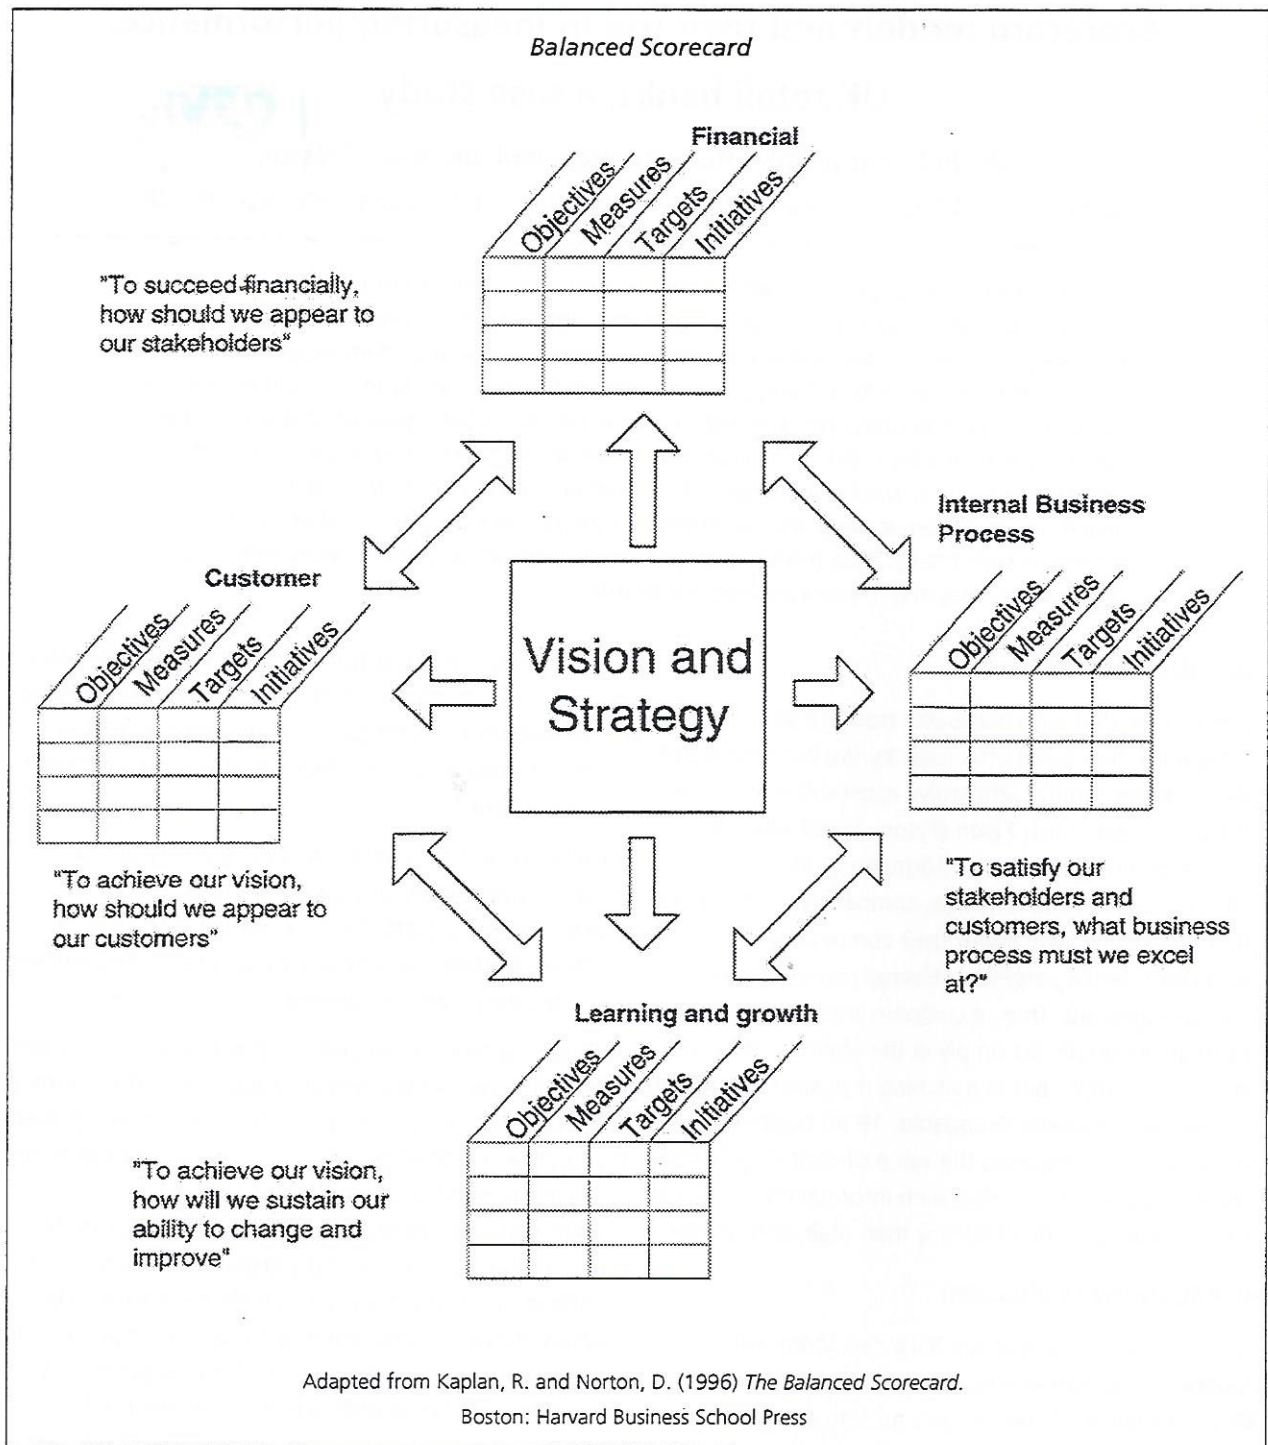 Balanced Scorecard
Financial
Objectives
Measures
Targets
Initiatives
"To succeed financially,
how should we appear to
our stakeholders"
Customer
Objectives
Measures
Targets
Initiatives
"To achieve our vision,
how should we appear to
our customers"
Vision and
Strategy
Internal Business
Process
Objectives
Measures
Targets
Initiatives
"To satisfy our
stakeholders and
customers, what business
process must we excel
at?"
Learning and growth
Objectives
Measures
Targets
Initiatives
"To achieve our vision,
how will we sustain our
ability to change and
improve"
Adapted from Kaplan, R. and Norton, D. (1996) The Balanced Scorecard.
Boston: Harvard Business School Press